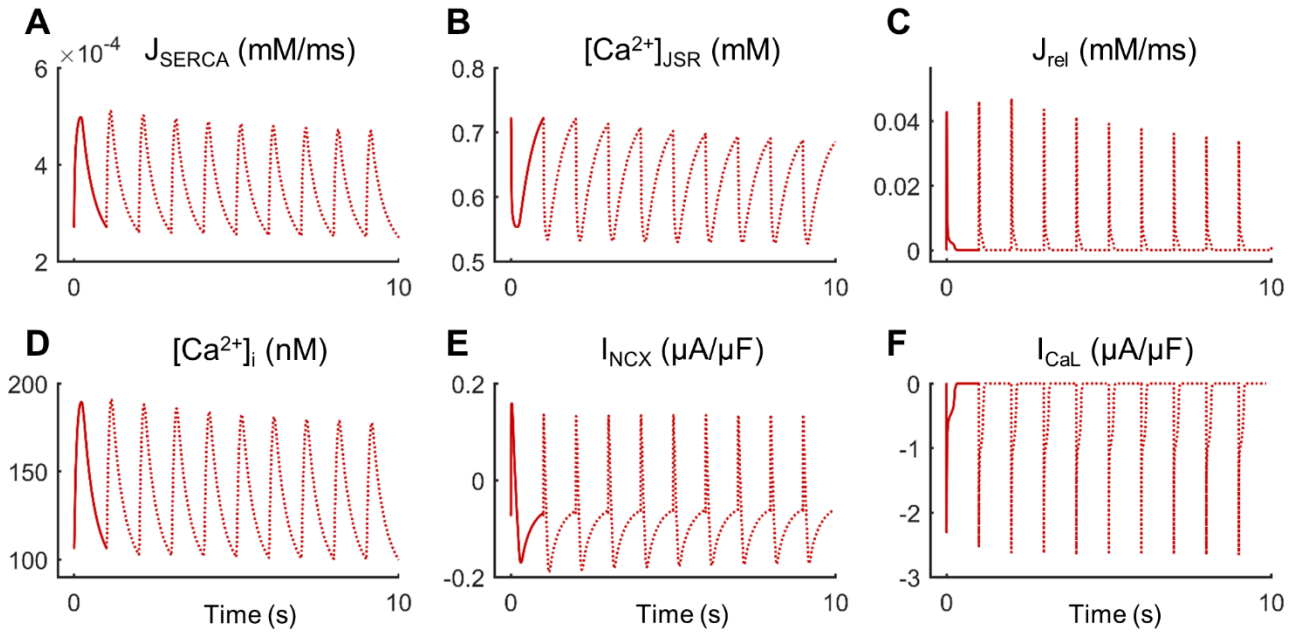 A
J_SERCA (mM/ms)
×10⁻⁴
6
4
2
0
10
B
[Ca²⁺]_JSR (mM)
0.8
0.7
0.6
0.5
0
10
C
J_rel (mM/ms)
0.04
0.02
0
0
10
D
[Ca²⁺]_i (nM)
200
150
100
0
10
Time (s)
E
I_NCX (µA/µF)
0.2
0
-0.2
0
10
Time (s)
F
I_CaL (µA/µF)
0
-1
-2
-3
0
10
Time (s)